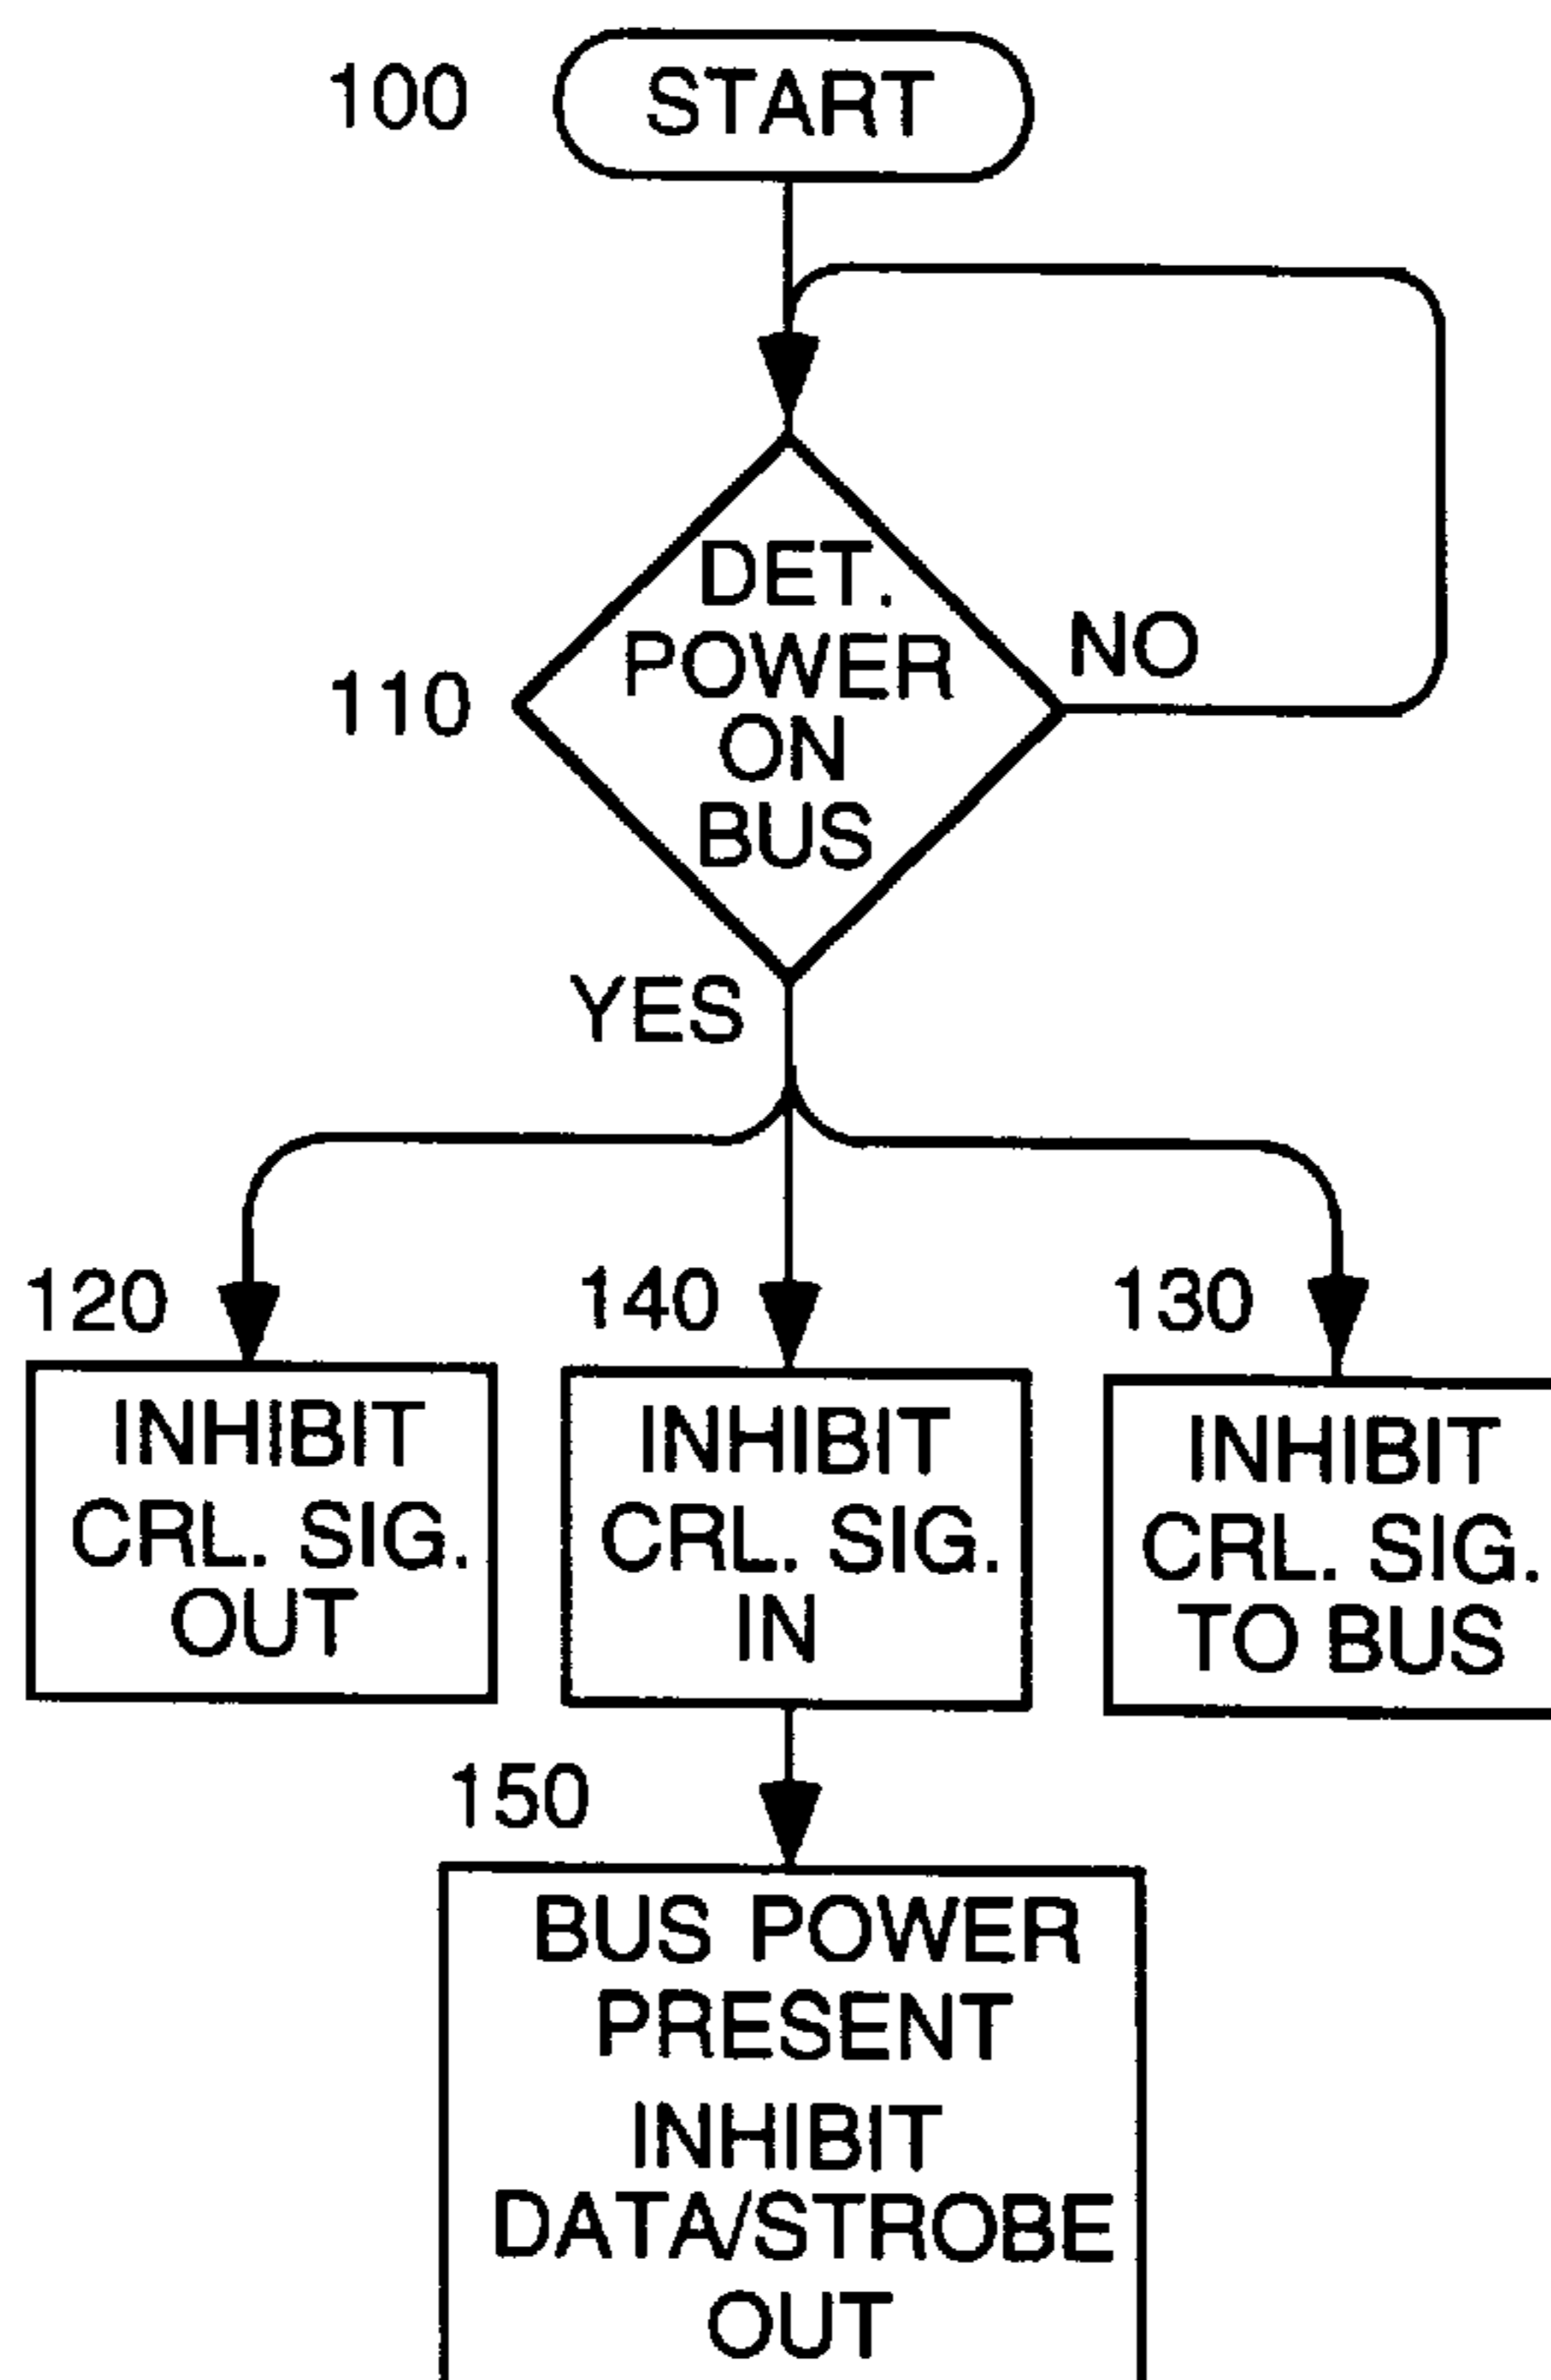 100
START
DET.
POWER
ON
BUS
110
NO
YES
120
140
130
INHIBIT
CRL. SIG.
OUT
INHIBIT
CRL. SIG.
IN
INHIBIT
CRL. SIG.
TO BUS
150
BUS POWER
PRESENT
INHIBIT
DATA/STROBE
OUT